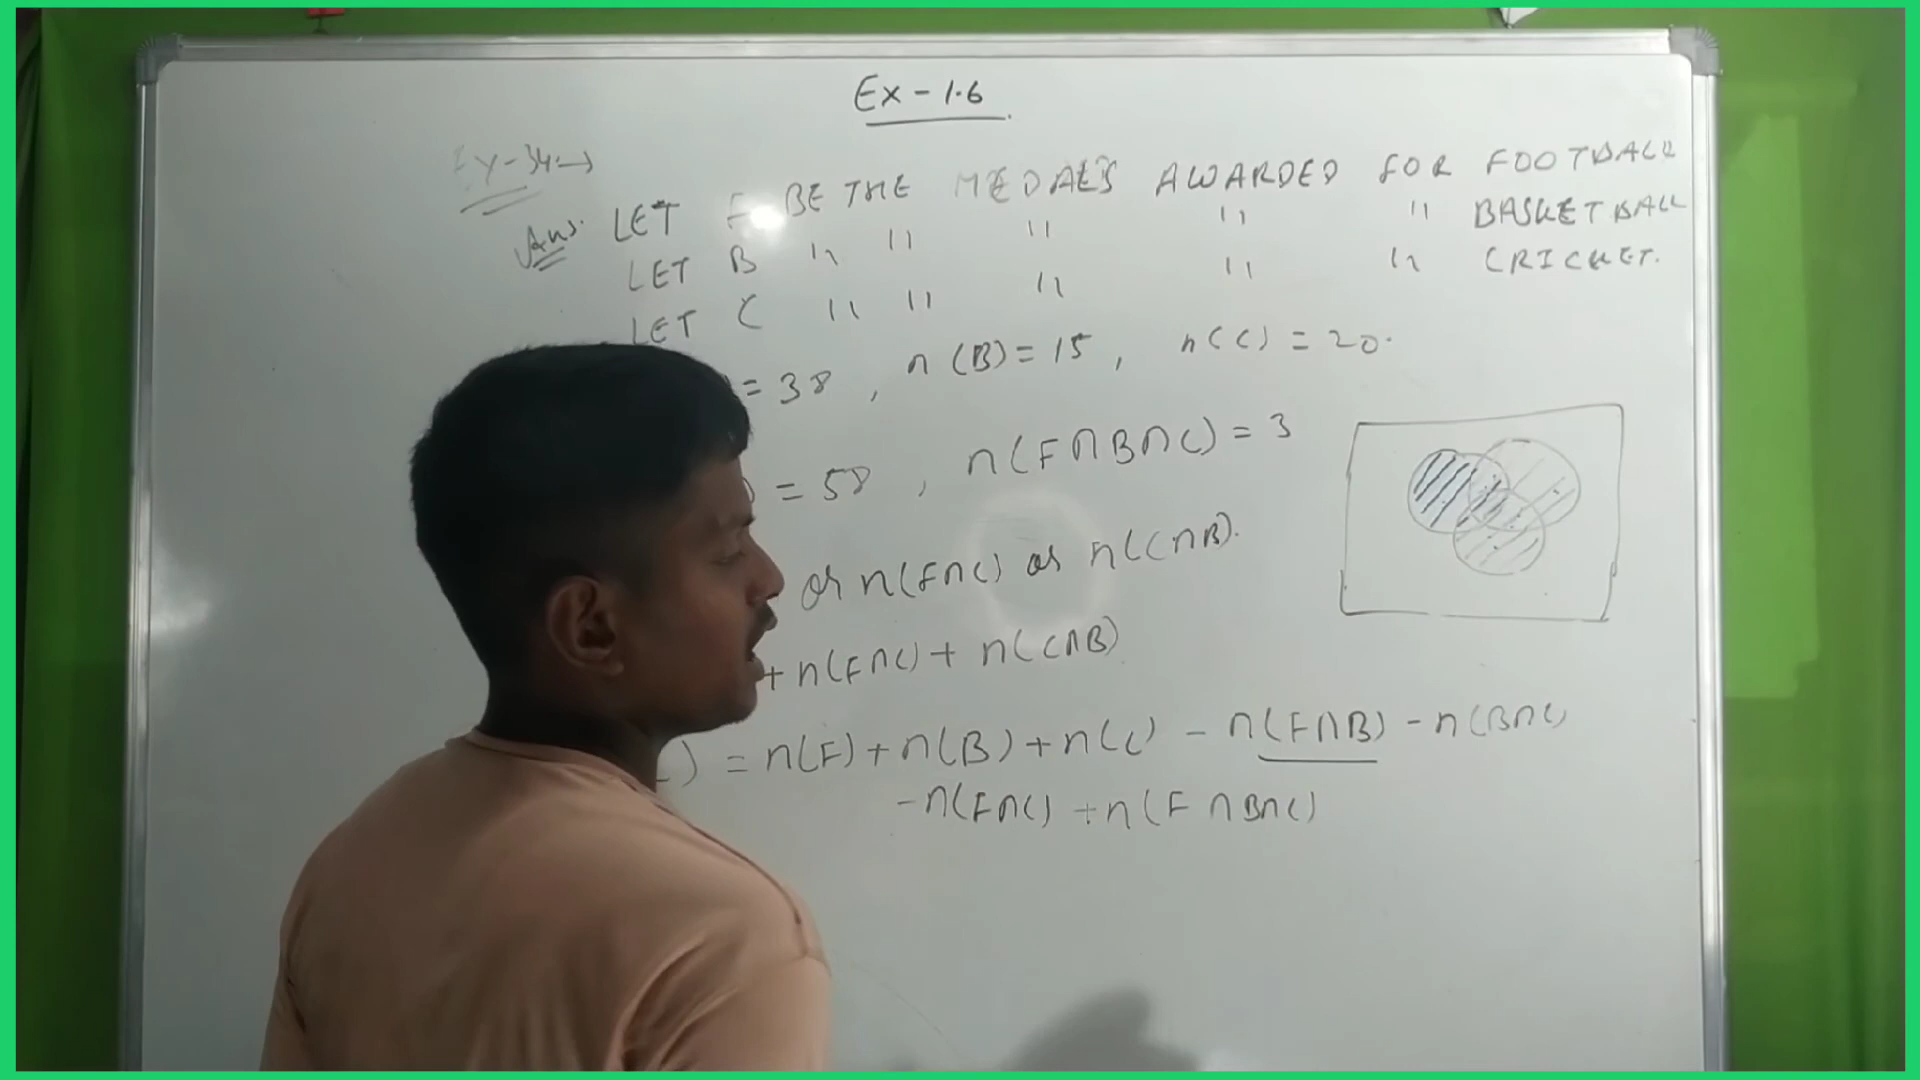 Ex - 1.6
Ey-34→
Ans. LET F BE THE MEDALS AWARDED FOR FOOTBALL
LET B " " " " " BASKETBALL
LET C " " " " " CRICKET.
= 38 , n(B) = 15 , n(C) = 20.
) = 58 , n(F∩B∩C) = 3
or n(F∩C) or n(C∩B).
+ n(F∩C) + n(C∩B)
) = n(F) + n(B) + n(C) - n(F∩B) - n(B∩C)
- n(F∩C) + n(F∩B∩C)